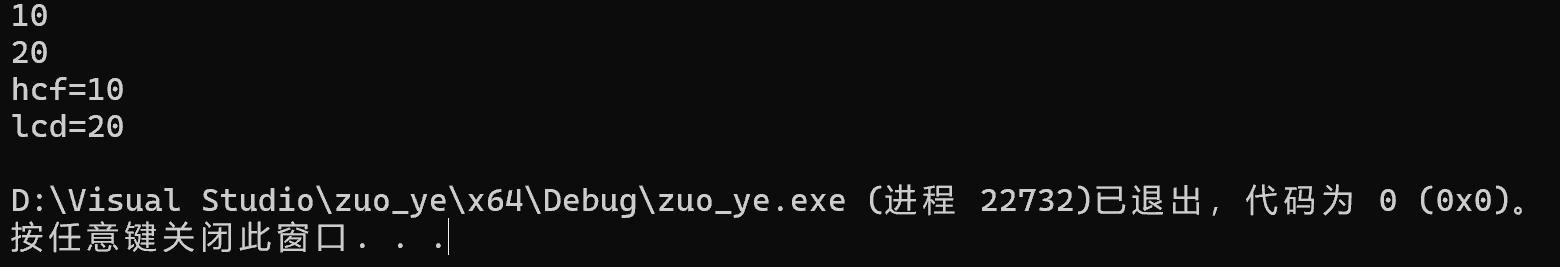 10
20
hcf=10
lcd=20
D:\Visual Studio\zuo_ye\x64\Debug\zuo_ye.exe (进程 22732)已退出，代码为 0 (0x0)。
按任意键关闭此窗口. . .